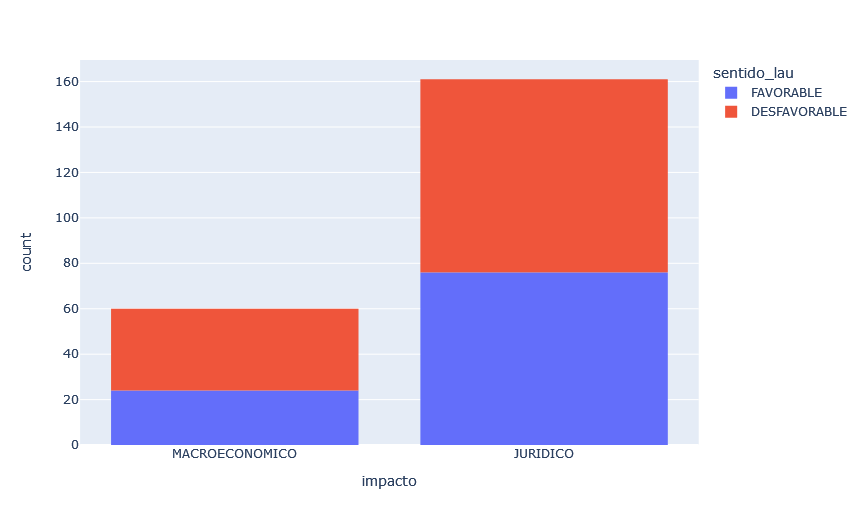 sentido_lau
FAVORABLE
DESFAVORABLE
160
140
120
100
80
60
40
20
0
count
MACROECONOMICO
JURIDICO
impacto